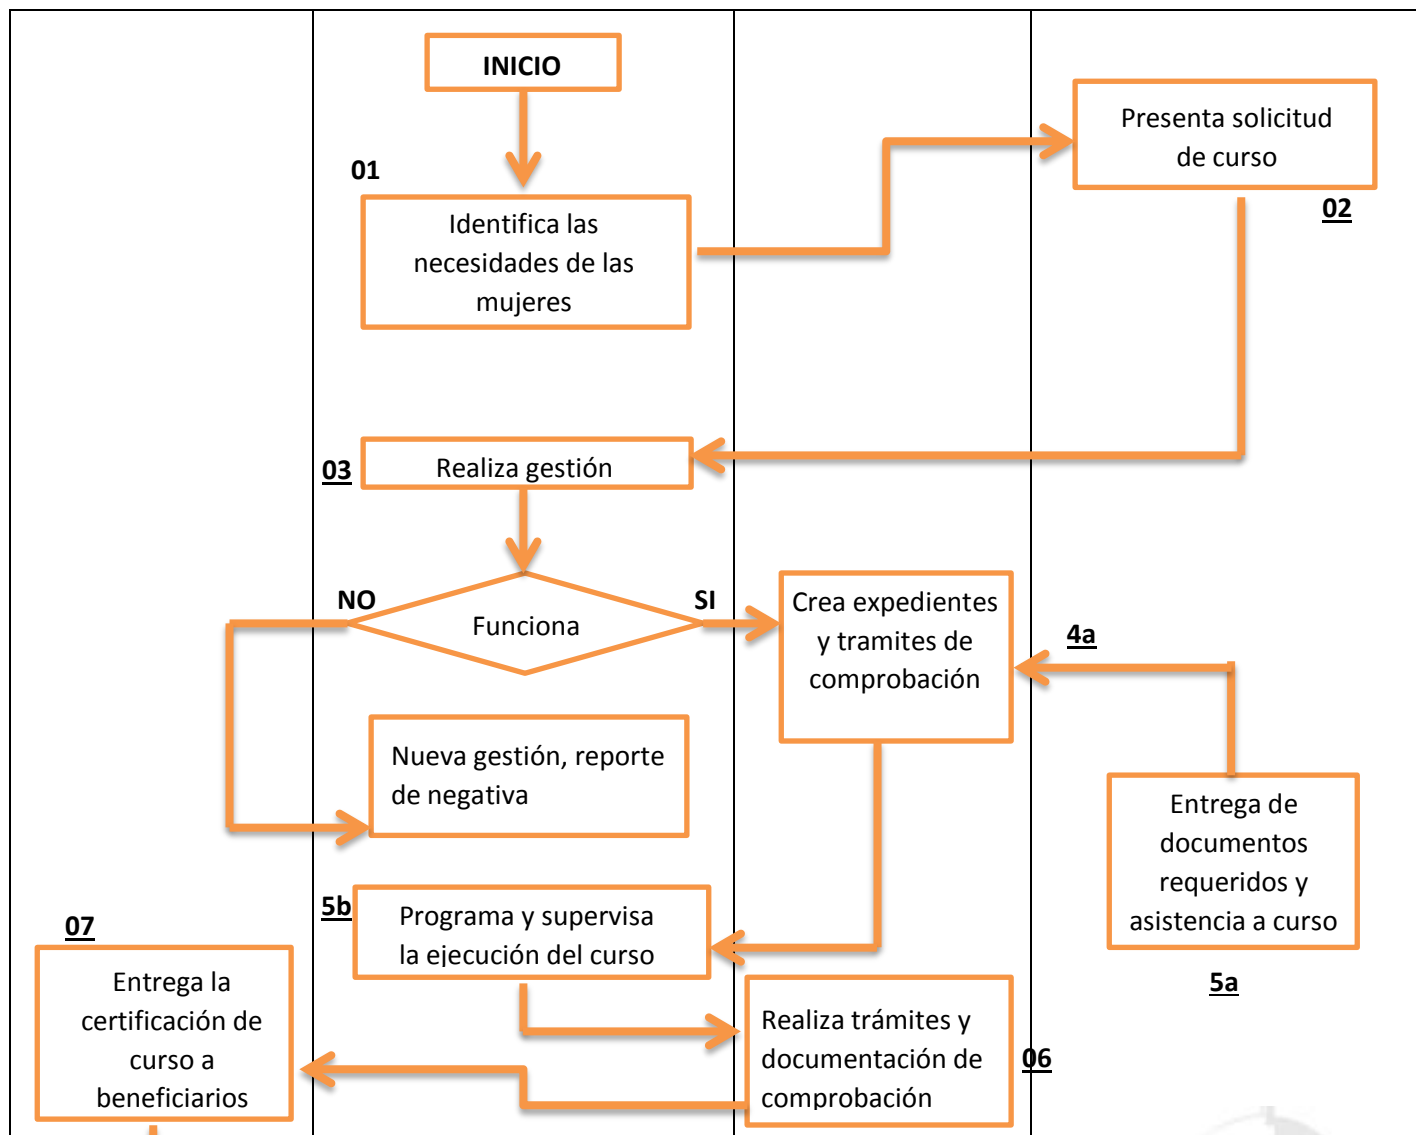 INICIO
01
Identifica las
necesidades de las
mujeres
Presenta solicitud
de curso
02
03
Realiza gestión
NO
Funciona
SI
Crea expedientes
y tramites de
comprobación
4a
Nueva gestión, reporte
de negativa
Entrega de
documentos
requeridos y
asistencia a curso
5a
5b
Programa y supervisa
la ejecución del curso
Realiza trámites y
documentación de
comprobación
06
07
Entrega la
certificación de
curso a
beneficiarios